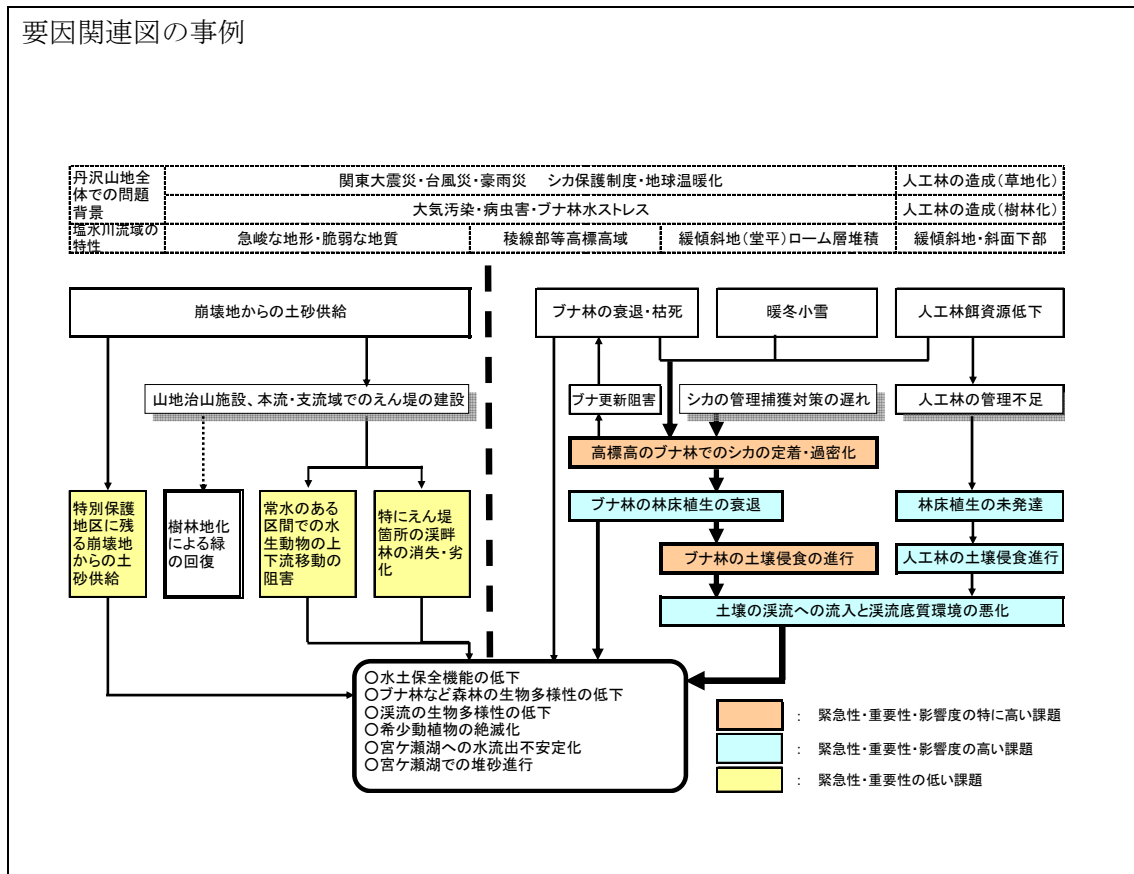 要因関連図の事例
丹沢山地全
体での問題
背景
関東大震災・台風災・豪雨災　シカ保護制度・地球温暖化
人工林の造成(草地化)
大気汚染・病虫害・ブナ林水ストレス
人工林の造成(樹林化)
塩水川流域の
特性
急峻な地形・脆弱な地質
稜線部等高標高域
緩傾斜地(堂平)ローム層堆積
緩傾斜地・斜面下部
崩壊地からの土砂供給
ブナ林の衰退・枯死
暖冬小雪
人工林餌資源低下
山地治山施設、本流・支流域でのえん堤の建設
ブナ更新阻害
シカの管理捕獲対策の遅れ
人工林の管理不足
高標高のブナ林でのシカの定着・過密化
特別保護
地区に残
る崩壊地
からの土
砂供給
樹林地化
による緑
の回復
常水のある
区間での水
生動物の上
下流移動の
阻害
特にえん堤
箇所の渓畔
林の消失・劣
化
ブナ林の林床植生の衰退
林床植生の未発達
ブナ林の土壌侵食の進行
人工林の土壌侵食進行
土壌の渓流への流入と渓流底質環境の悪化
○水土保全機能の低下
○ブナ林など森林の生物多様性の低下
○渓流の生物多様性の低下
○希少動植物の絶滅化
○宮ケ瀬湖への水流出不安定化
○宮ケ瀬湖での堆砂進行
：　緊急性・重要性・影響度の特に高い課題
：　緊急性・重要性・影響度の高い課題
：　緊急性・重要性の低い課題